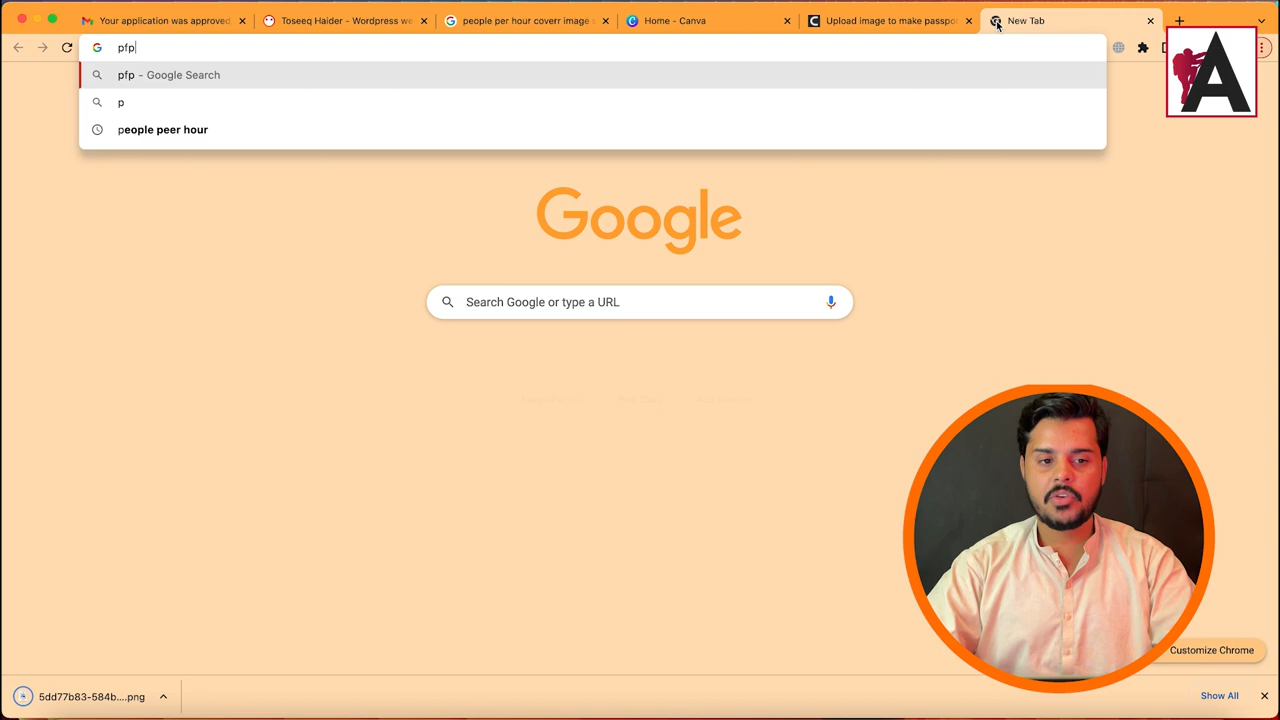 Your application was approved,
Toseeq Haider - Wordpress we
people per hour coverr image s
Home - Canva
Upload image to make passpo
New Tab
pfp
pfp - Google Search
p
people peer hour
A
Google
Search Google or type a URL
Customize Chrome
5dd77b83-584b....png
Show All